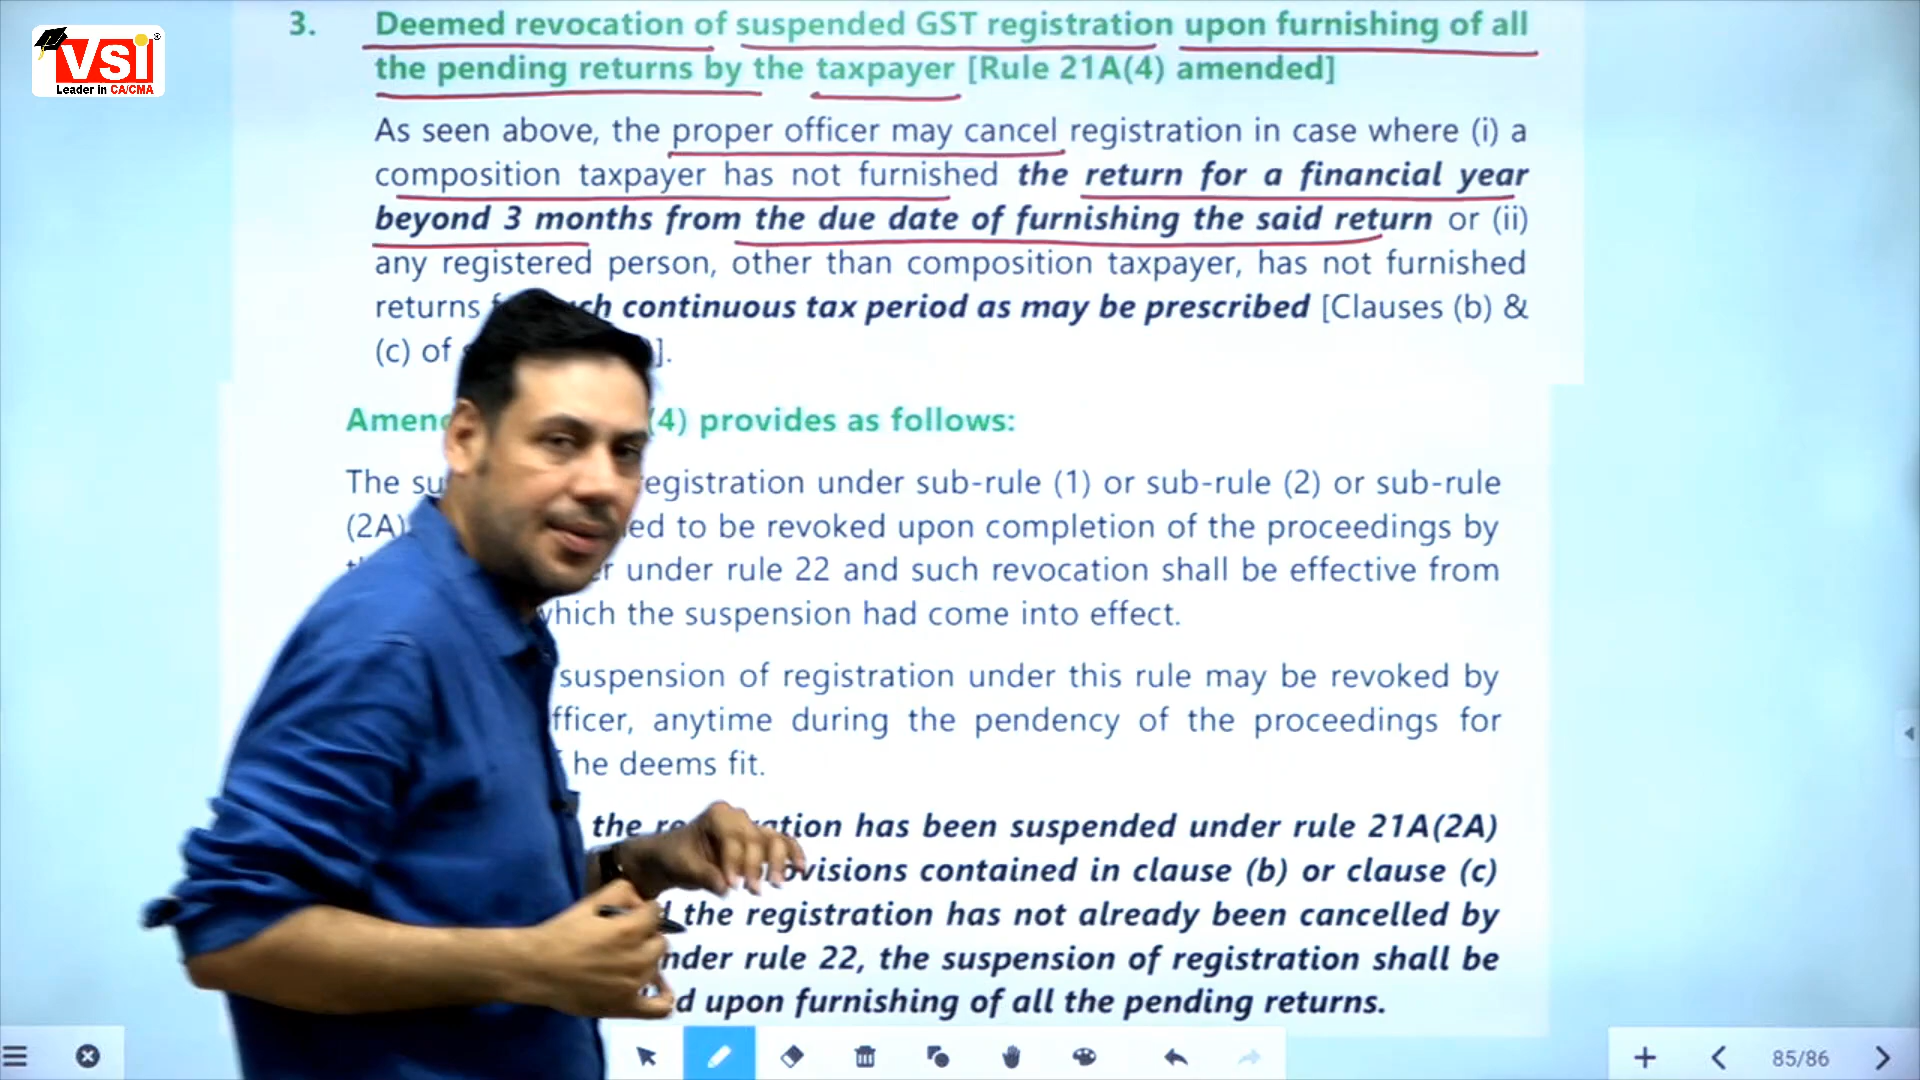 VSI
®
Leader in CA/CMA
3. Deemed revocation of suspended GST registration upon furnishing of all
the pending returns by the taxpayer [Rule 21A(4) amended]
As seen above, the proper officer may cancel registration in case where (i) a
composition taxpayer has not furnished the return for a financial year
beyond 3 months from the due date of furnishing the said return or (ii)
any registered person, other than composition taxpayer, has not furnished
returns continuous tax period as may be prescribed [Clauses (b) &
(c) of ].
(4) provides as follows:
The registration under sub-rule (1) or sub-rule (2) or sub-rule
(2A) to be revoked upon completion of the proceedings by
under rule 22 and such revocation shall be effective from
which the suspension had come into effect.
suspension of registration under this rule may be revoked by
officer, anytime during the pendency of the proceedings for
he deems fit.
the registration has been suspended under rule 21A(2A)
provisions contained in clause (b) or clause (c)
the registration has not already been cancelled by
under rule 22, the suspension of registration shall be
upon furnishing of all the pending returns.
85/86